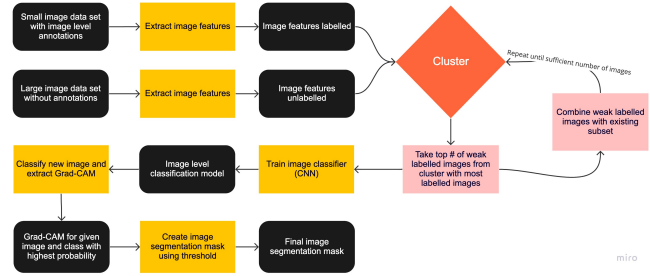 Small image data set
with image level
annotations
Extract image features
Image features labelled
Cluster
Repeat until sufficent number of images
Large image data set
without annotations
Extract image features
Image features
unlabelled
Combine weak labelled
images with existing
subset
Classify new image and
extract Grad-CAM
Image level
classification model
Train image classifier
(CNN)
Take top # of weak
labelled images from
cluster with most
labelled images
Grad-CAM for given
image and class with
highest probability
Create image
segmentation mask
using threshold
Final image
segmentation mask
miro